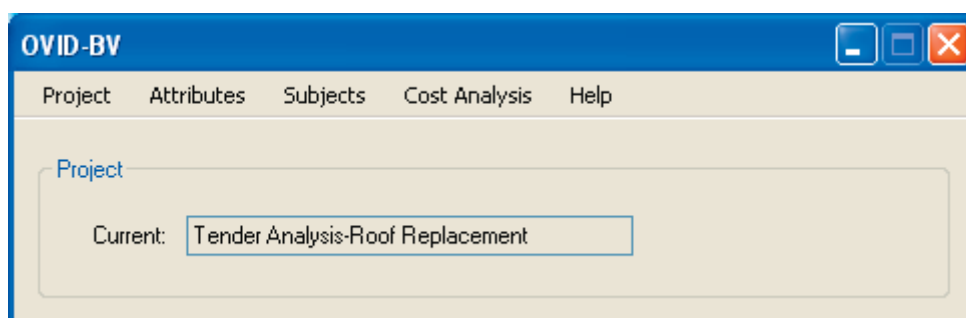 OVID-BV
Project Attributes Subjects Cost Analysis Help
Project
Current: Tender Analysis-Roof Replacement